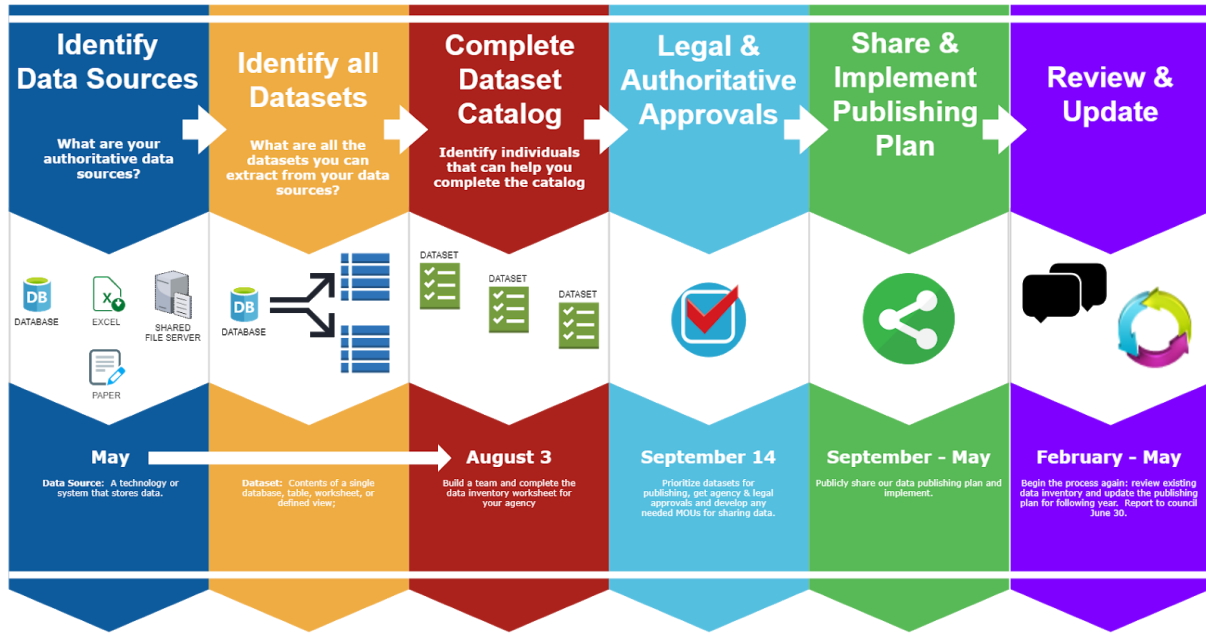 Identify
Data Sources
What are your
authoritative data
sources?
DB
DATABASE
X
EXCEL
SHARED
FILE SERVER
PAPER
May
Data Source: A technology or
system that stores data.
Identify all
Datasets
What are all the
datasets you can
extract from your data
sources?
DB
DATABASE
Dataset: Contents of a single
database, table, worksheet, or
defined view;
Complete
Dataset
Catalog
Identify individuals
that can help you
complete the catalog
DATASET
DATASET
DATASET
August 3
Build a team and complete the
data inventory worksheet for
your agency
Legal &
Authoritative
Approvals
September 14
Prioritize datasets for
publishing, get agency & legal
approvals and develop any
needed MOUs for sharing data.
Share &
Implement
Publishing
Plan
September - May
Publicly share our data publishing plan and
implement.
Review &
Update
February - May
Begin the process again: review existing
data inventory and update the publishing
plan for following year. Report to council
June 30.